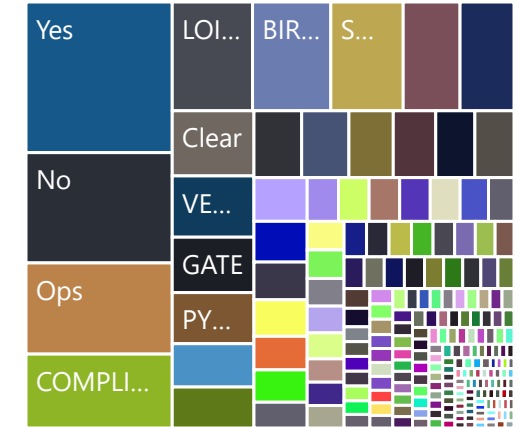 Yes
No
Ops
COMPLI...
LOI...
Clear
VE...
GATE
PY...
BIR...
S...